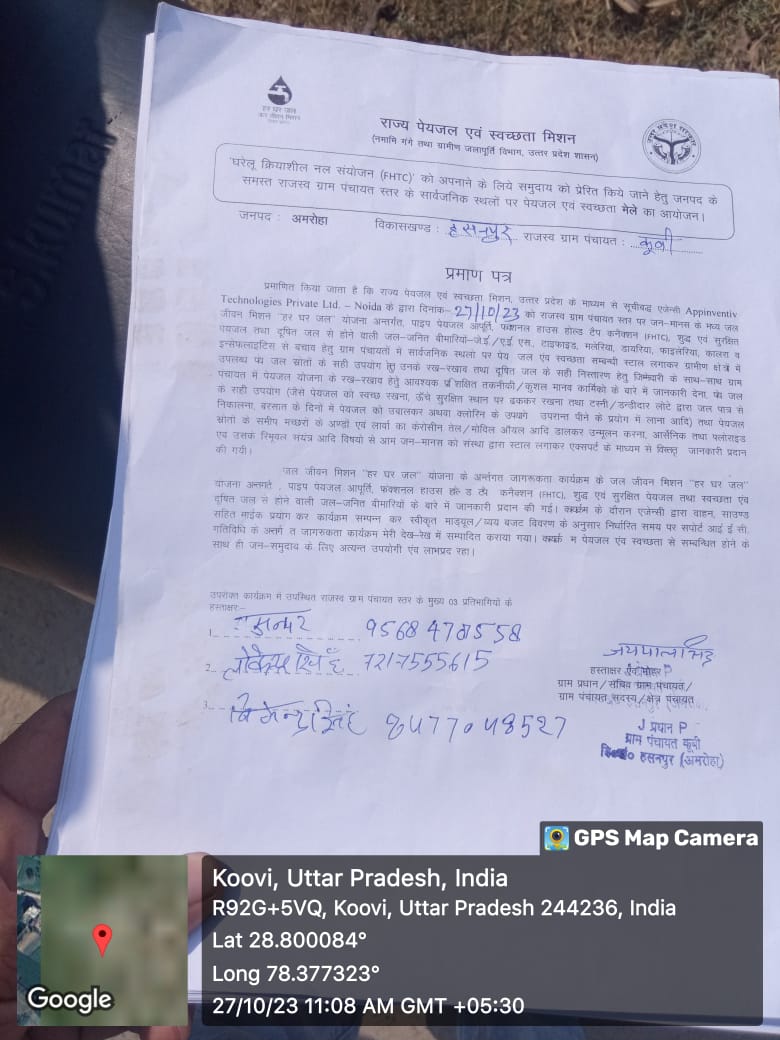 हर घर जल
जल जीवन मिशन
राज्य पेयजल एवं स्वच्छता मिशन
(नमामि गंगे तथा ग्रामीण जलापूर्ति विभाग, उत्तर प्रदेश शासन)
'घरेलू क्रियाशील नल संयोजन (FHTC)' को अपनाने के लिये समुदाय को प्रेरित किये जाने हेतु जनपद के
समस्त राजस्व ग्राम पंचायत स्तर के सार्वजनिक स्थलों पर पेयजल एवं स्वच्छता मेले का आयोजन।
जनपद : अमरोहा विकासखण्ड : हसनपुर राजस्व ग्राम पंचायत : कूवी
प्रमाण पत्र
प्रमाणित किया जाता है कि राज्य पेयजल एवं स्वच्छता मिशन, उत्तर प्रदेश के माध्यम से सूचीबद्ध एजेन्सी Appinventiv
Technologies Private Ltd. – Noida के द्वारा दिनांक- 27/10/23 को राजस्व ग्राम पंचायत स्तर पर जन-मानस के मध्य जल
जीवन मिशन "हर घर जल" योजना अन्तर्गत, पाइप पेयजल आपूर्ति, फंक्शनल हाउस होल्ड टैप कनैक्शन (FHTC), शुद्ध एवं सुरक्षित
पेयजल तथा दूषित जल से होने वाली जल-जनित बीमारियों-जे.ई/एई एस, टाइफाइड, मलेरिया, डायरिया, फाइलेरिया, कालरा व
इन्सेफलाइटिस से बचाव हेतु ग्राम पंचायतों में सार्वजनिक स्थलों पर पेय जल एंव स्वच्छता सम्बन्धी स्टाल लगाकर ग्रामीण क्षेत्र में
उपलब्ध पेय जल स्रोतों के सही उपयोग हेतु उनके रख-रखाव तथा दूषित जल के सही निस्तारण हेतु जिम्मेदारी के साथ-साथ ग्राम
पंचायत में पेयजल योजना के रख-रखाव हेतु आवश्यक प्रशिक्षित तकनीकी/कुशल मानव कार्मिको के बारे में जानकारी देना, पेय जल
के सही उपयोग (जैसे पेयजल को स्वच्छ रखना, ऊँचे सुरक्षित स्थान पर ढककर रखना तथा टस्नी/डन्डीदार लोटे द्वारा जल पात्र से
निकालना, बरसात के दिनों में पेयजल को उबालकर अथवा क्लोरिन के उपयोग उपरान्त पीने के प्रयोग में लाना आदि) तथा पेयजल
स्रोतों के समीप मच्छरों के अण्डों एवं लार्वा का केरोसीन तेल/मोविल ऑयल आदि डालकर उन्मूलन करना, आर्सेनिक तथा फ्लोराइड
एवं उसके रिमूवल सयंत्र आदि विषयों से आम जन-मानस को संस्था द्वारा स्टाल लगाकर एक्सपर्ट के माध्यम से विस्तृत जानकारी प्रदान
की गयी।
जल जीवन मिशन "हर घर जल" योजना के अर्न्तगत जागरूकता कार्यक्रम के जल जीवन मिशन "हर घर जल"
योजना अन्तगते , पाइप पेयजल आपूर्ति, फंक्शनल हाउस होल्ड टैप कनेक्शन (FHTC), शुद्ध एवं सुरक्षित पेयजल तथा स्वच्छता एंव
दूषित जल से होने वाली जल-जनित बीमारियों के बारे में जानकारी प्रदान की गई। कार्यक्रम के दौरान एजेन्सी द्वारा वाहन, साउण्ड
सहित माईक प्रयोग कर कार्यक्रम सम्पन्न कर स्वीकृत माड्यूल/व्यय बजट विवरण के अनुसार निर्धारित समय पर सपोर्ट आई ई सी
गतिविधि के अन्तर्गत जागरुकता कार्यक्रम मेरी देख-रेख में सम्पादित कराया गया। कार्यक्रम पेयजल एंव स्वच्छता से सम्बन्धित होने के
साथ ही जन-समुदाय के लिए अत्यन्त उपयोगी एवं लाभप्रद रहा।
उपरोक्त कार्यक्रम में उपस्थित राजस्व ग्राम पंचायत स्तर के मुख्य 03 प्रतिभागियों के
हस्ताक्षर:-
1.
2. 7217555615
3. 8477048527
जयपाल सिंह
हस्ताक्षर एवं मोहर
ग्राम प्रधान/सचिव ग्राम पंचायत/
ग्राम पंचायत सदस्य/क्षेत्र पंचायत
प्रधान
ग्राम पंचायत कूवी
हसनपुर (अमरोहा)
GPS Map Camera
Koovi, Uttar Pradesh, India
R92G+5VQ, Koovi, Uttar Pradesh 244236, India
Lat 28.800084°
Long 78.377323°
27/10/23 11:08 AM GMT +05:30
Google